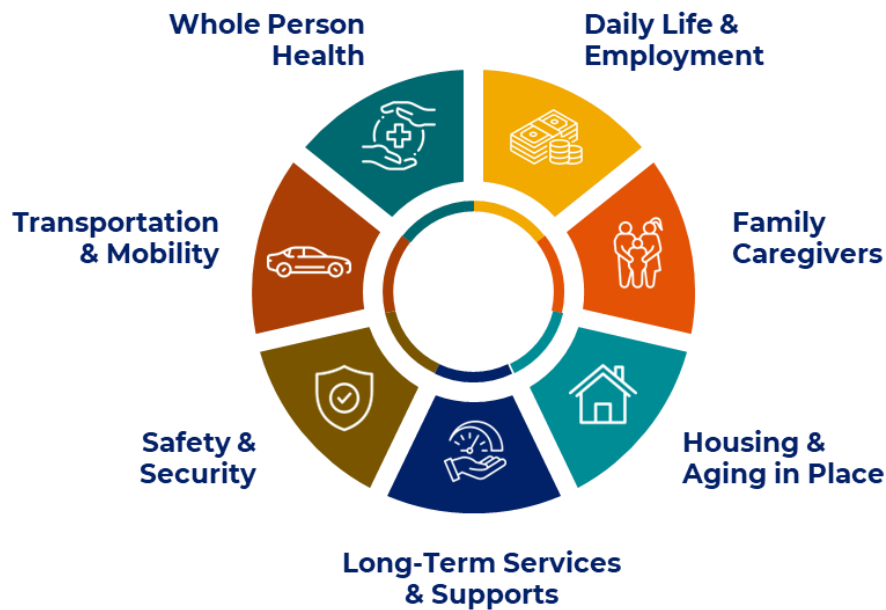 Whole Person
Health
Daily Life &
Employment
Transportation
& Mobility
Family
Caregivers
Safety &
Security
Housing &
Aging in Place
Long-Term Services
& Supports